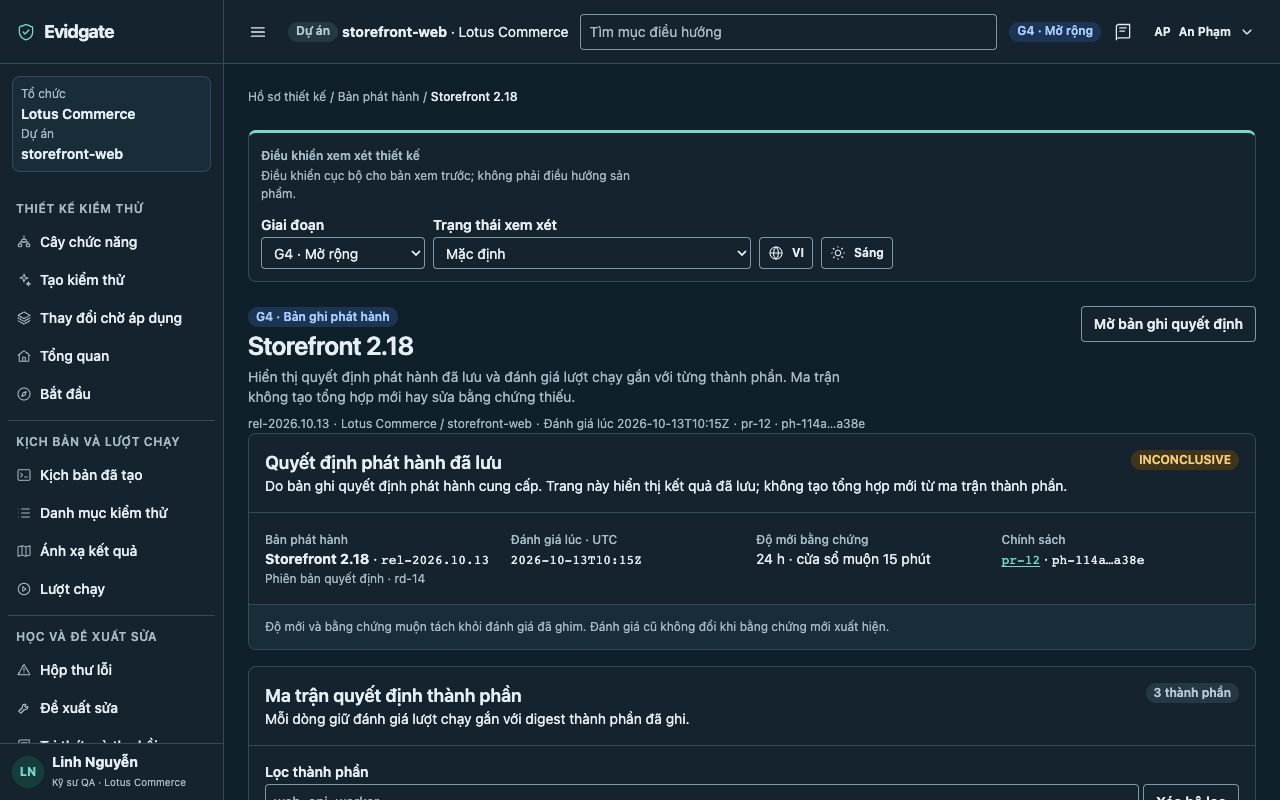 Evidgate
Dự án storefront-web · Lotus Commerce
Tìm mục điều hướng
G4 · Mở rộng
AP An Phạm
Tổ chức
Lotus Commerce
Dự án
storefront-web
THIẾT KẾ KIỂM THỬ
Cây chức năng
Tạo kiểm thử
Thay đổi chờ áp dụng
Tổng quan
Bắt đầu
KỊCH BẢN VÀ LƯỢT CHẠY
Kịch bản đã tạo
Danh mục kiểm thử
Ánh xạ kết quả
Lượt chạy
HỌC VÀ ĐỀ XUẤT SỬA
Hộp thư lỗi
Đề xuất sửa
LN
Linh Nguyễn
Kỹ sư QA · Lotus Commerce
Hồ sơ thiết kế / Bản phát hành / Storefront 2.18
Điều khiển xem xét thiết kế
Điều khiển cục bộ cho bản xem trước; không phải điều hướng sản
phẩm.
Giai đoạn
Trạng thái xem xét
G4 · Mở rộng
Mặc định
VI
Sáng
G4 · Bản ghi phát hành
Storefront 2.18
Mở bản ghi quyết định
Hiển thị quyết định phát hành đã lưu và đánh giá lượt chạy gắn với từng thành phần. Ma trận
không tạo tổng hợp mới hay sửa bằng chứng thiếu.
rel-2026.10.13 · Lotus Commerce / storefront-web · Đánh giá lúc 2026-10-13T10:15Z · pr-12 · ph-114a…a38e
Quyết định phát hành đã lưu
INCONCLUSIVE
Do bản ghi quyết định phát hành cung cấp. Trang này hiển thị kết quả đã lưu; không tạo tổng hợp mới từ ma trận thành phần.
Bản phát hành
Storefront 2.18 · rel-2026.10.13
Phiên bản quyết định · rd-14
Đánh giá lúc · UTC
2026-10-13T10:15Z
Độ mới bằng chứng
24 h · cửa sổ muộn 15 phút
Chính sách
pr-12 · ph-114a…a38e
Độ mới và bằng chứng muộn tách khỏi đánh giá đã ghim. Đánh giá cũ không đổi khi bằng chứng mới xuất hiện.
Ma trận quyết định thành phần
3 thành phần
Mỗi dòng giữ đánh giá lượt chạy gắn với digest thành phần đã ghi.
Lọc thành phần